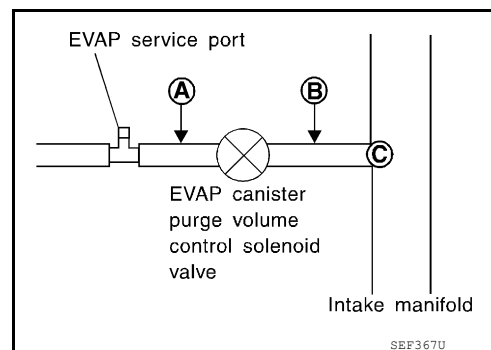 EVAP service port
A
B
C
EVAP canister
purge volume
control solenoid
valve
Intake manifold
SEF367U